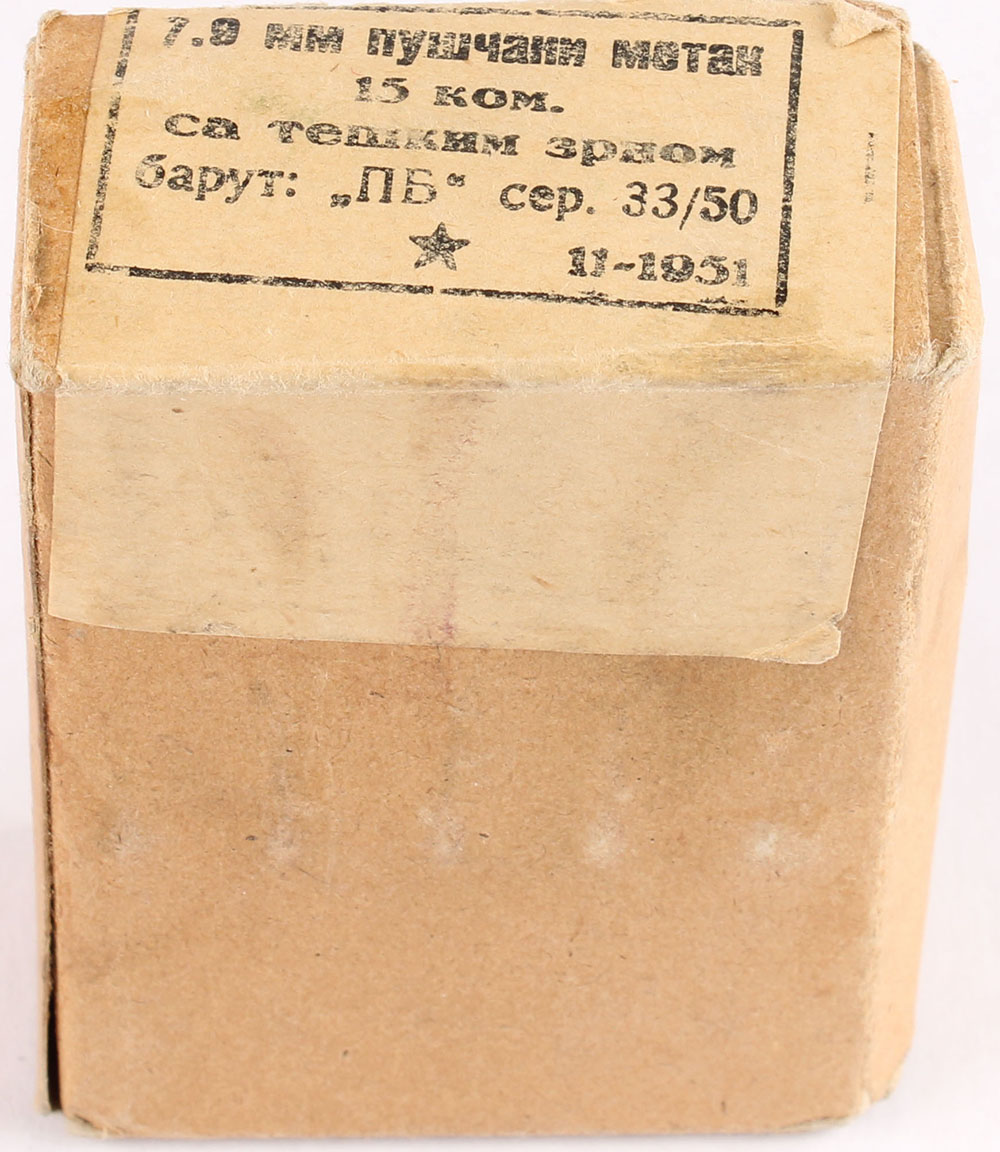 7.9 мм пушчани метак
15 ком.
са тешким зрном
барут: „ПБ“ сер. 33/50
11-1951